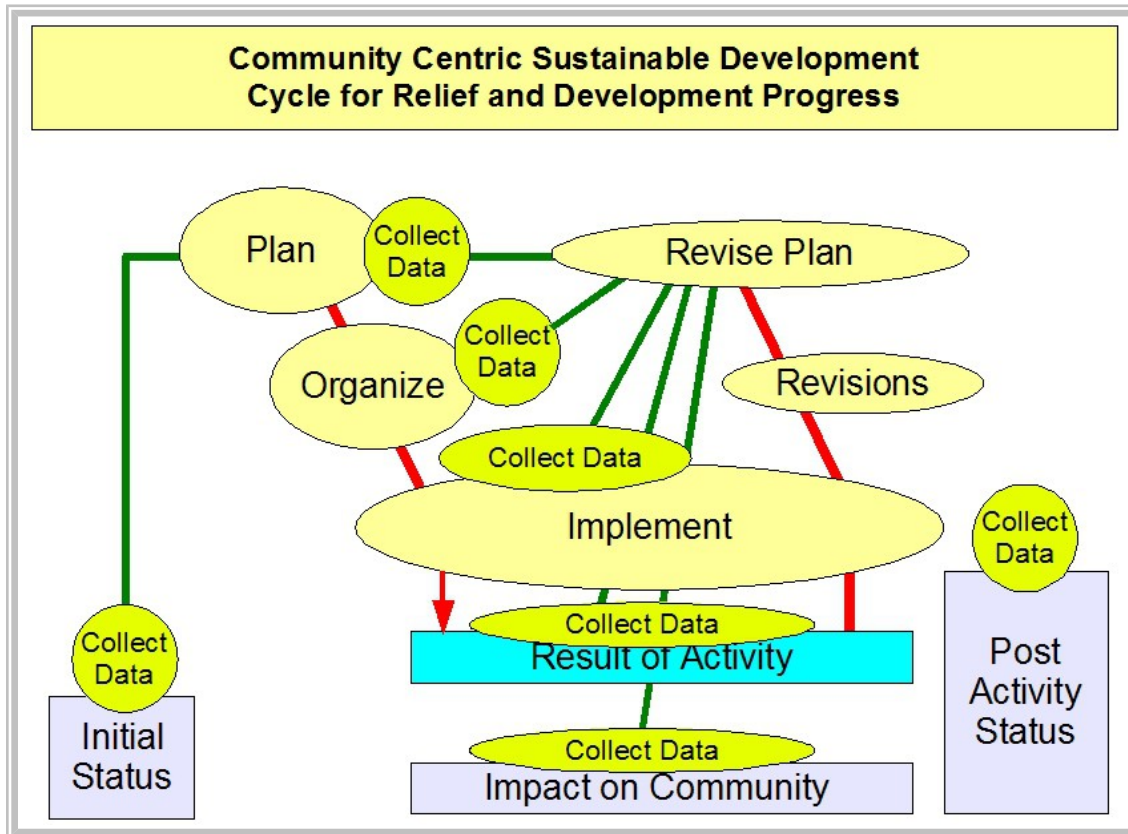 Community Centric Sustainable Development
Cycle for Relief and Development Progress
Plan
Collect
Data
Revise Plan
Collect
Data
Organize
Revisions
Collect Data
Implement
Collect
Data
Collect Data
Result of Activity
Collect
Data
Initial
Status
Post
Activity
Status
Collect Data
Impact on Community